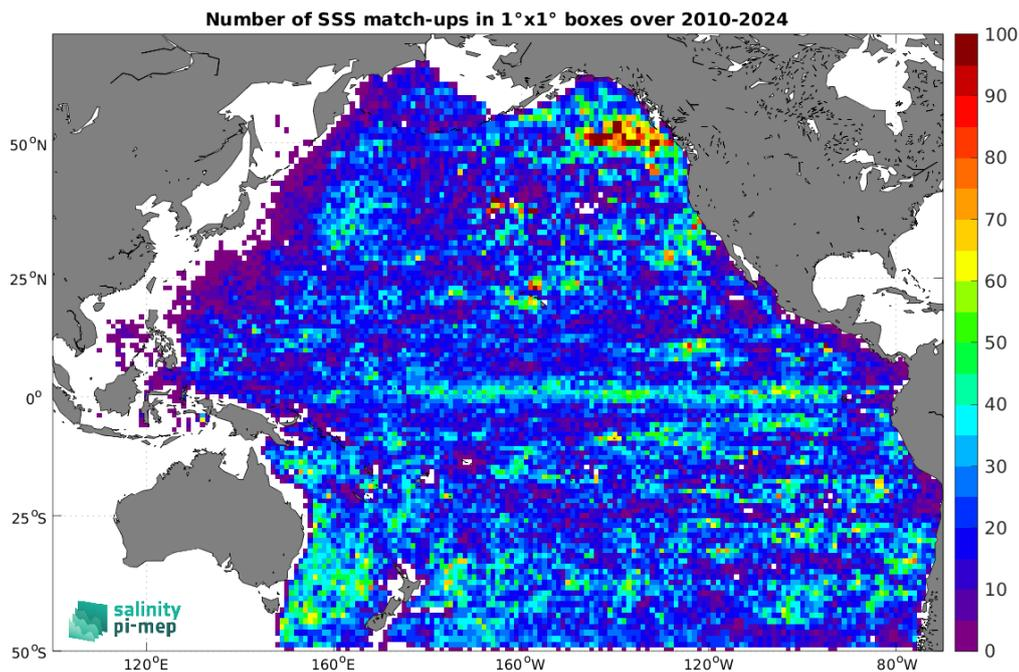 Number of SSS match-ups in 1°x1° boxes over 2010-2024
100
90
80
70
60
50
40
30
20
10
0
50°N
25°N
0°
25°S
50°S
120°E
160°E
160°W
120°W
80°W
salinity
pi-mep